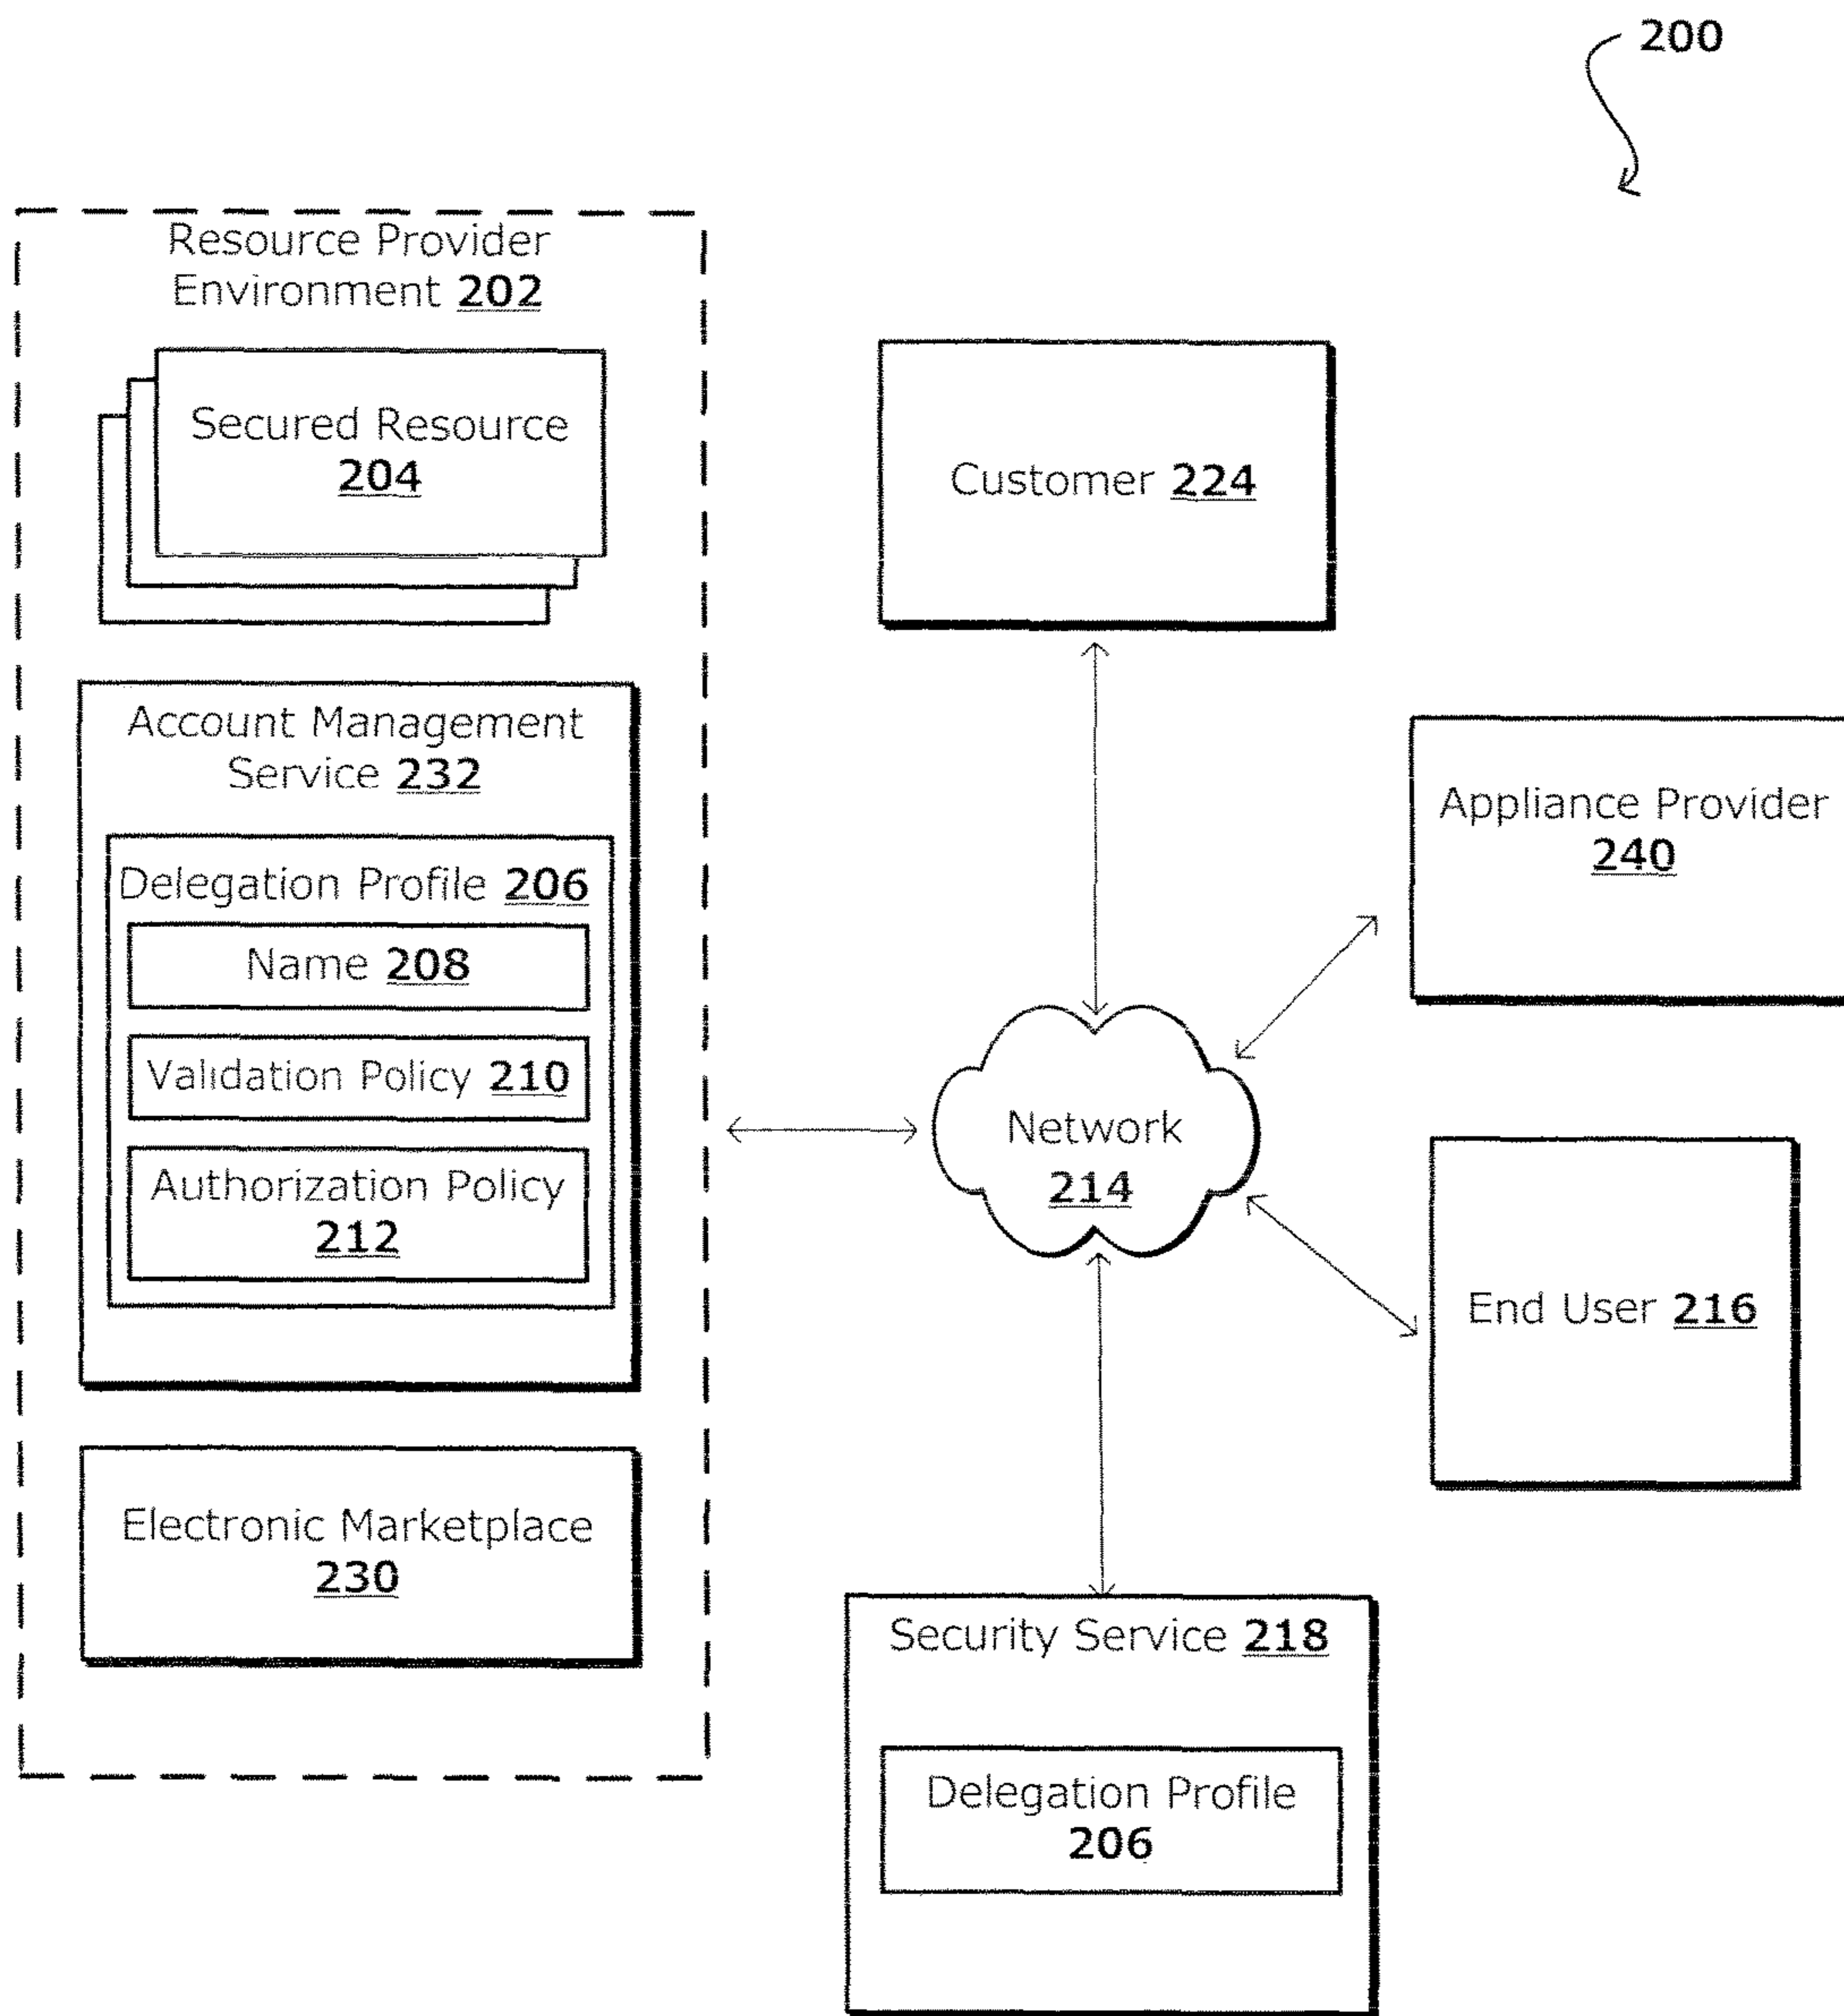 200
Resource Provider
Environment 202
Secured Resource
204
Account Management
Service 232
Delegation Profile 206
Name 208
Validation Policy 210
Authorization Policy
212
Electronic Marketplace
230
Customer 224
Appliance Provider
240
Network
214
End User 216
Security Service 218
Delegation Profile
206